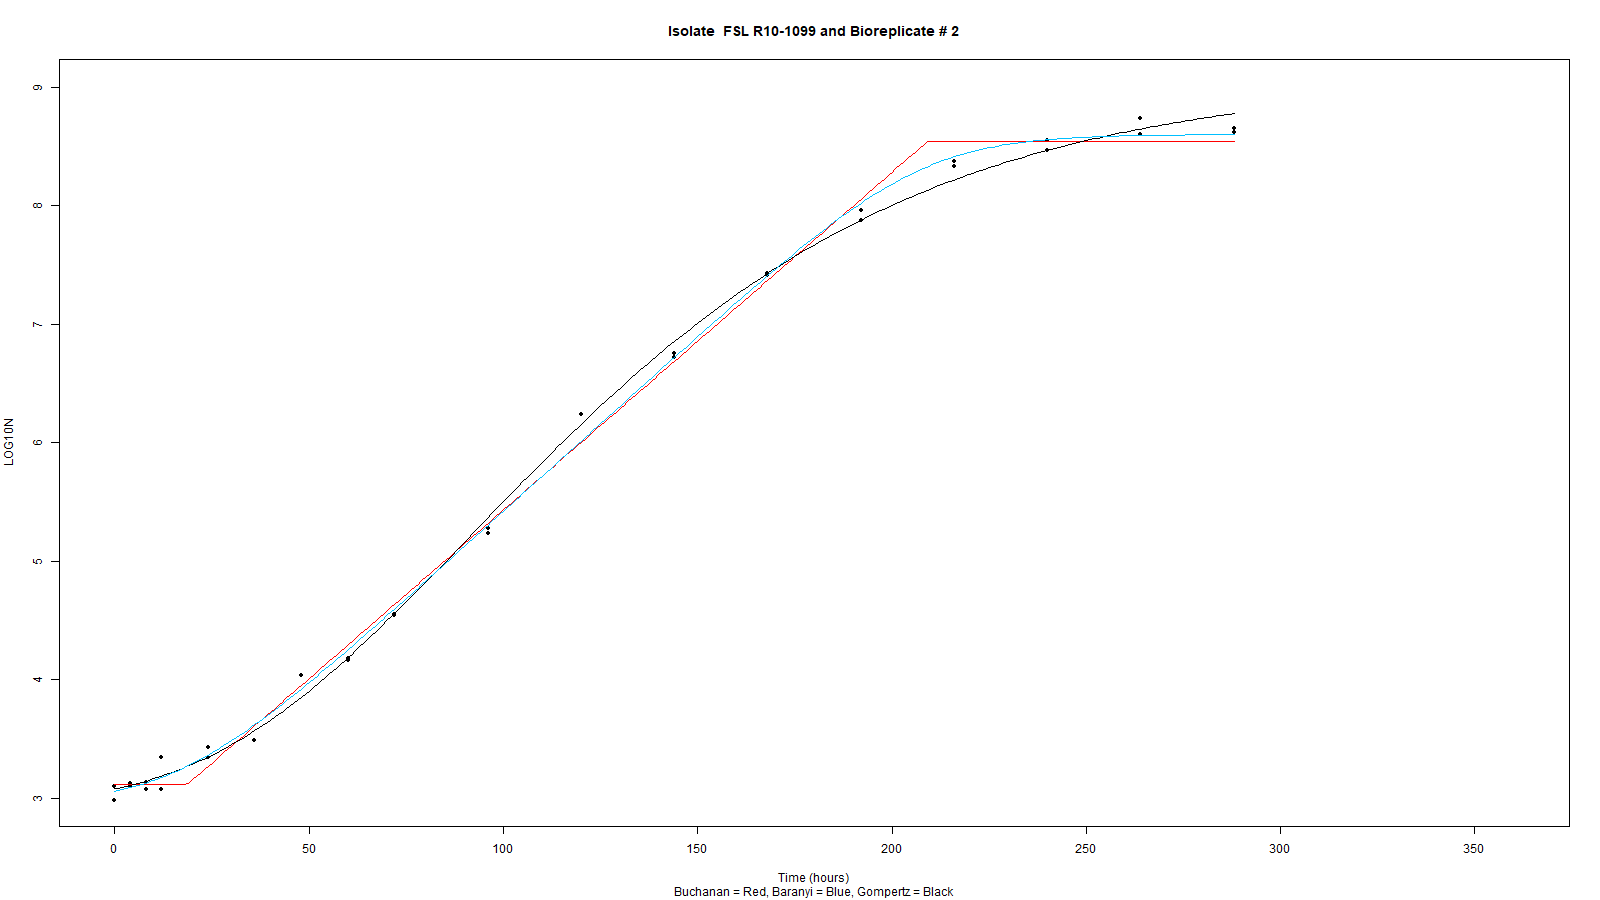 Isolate  FSL R10-1099 and Bioreplicate # 2
LOG10N
9
8
7
6
5
4
3
0 50 100 150 200 250 300 350
Time (hours)
Buchanan = Red, Baranyi = Blue, Gompertz = Black